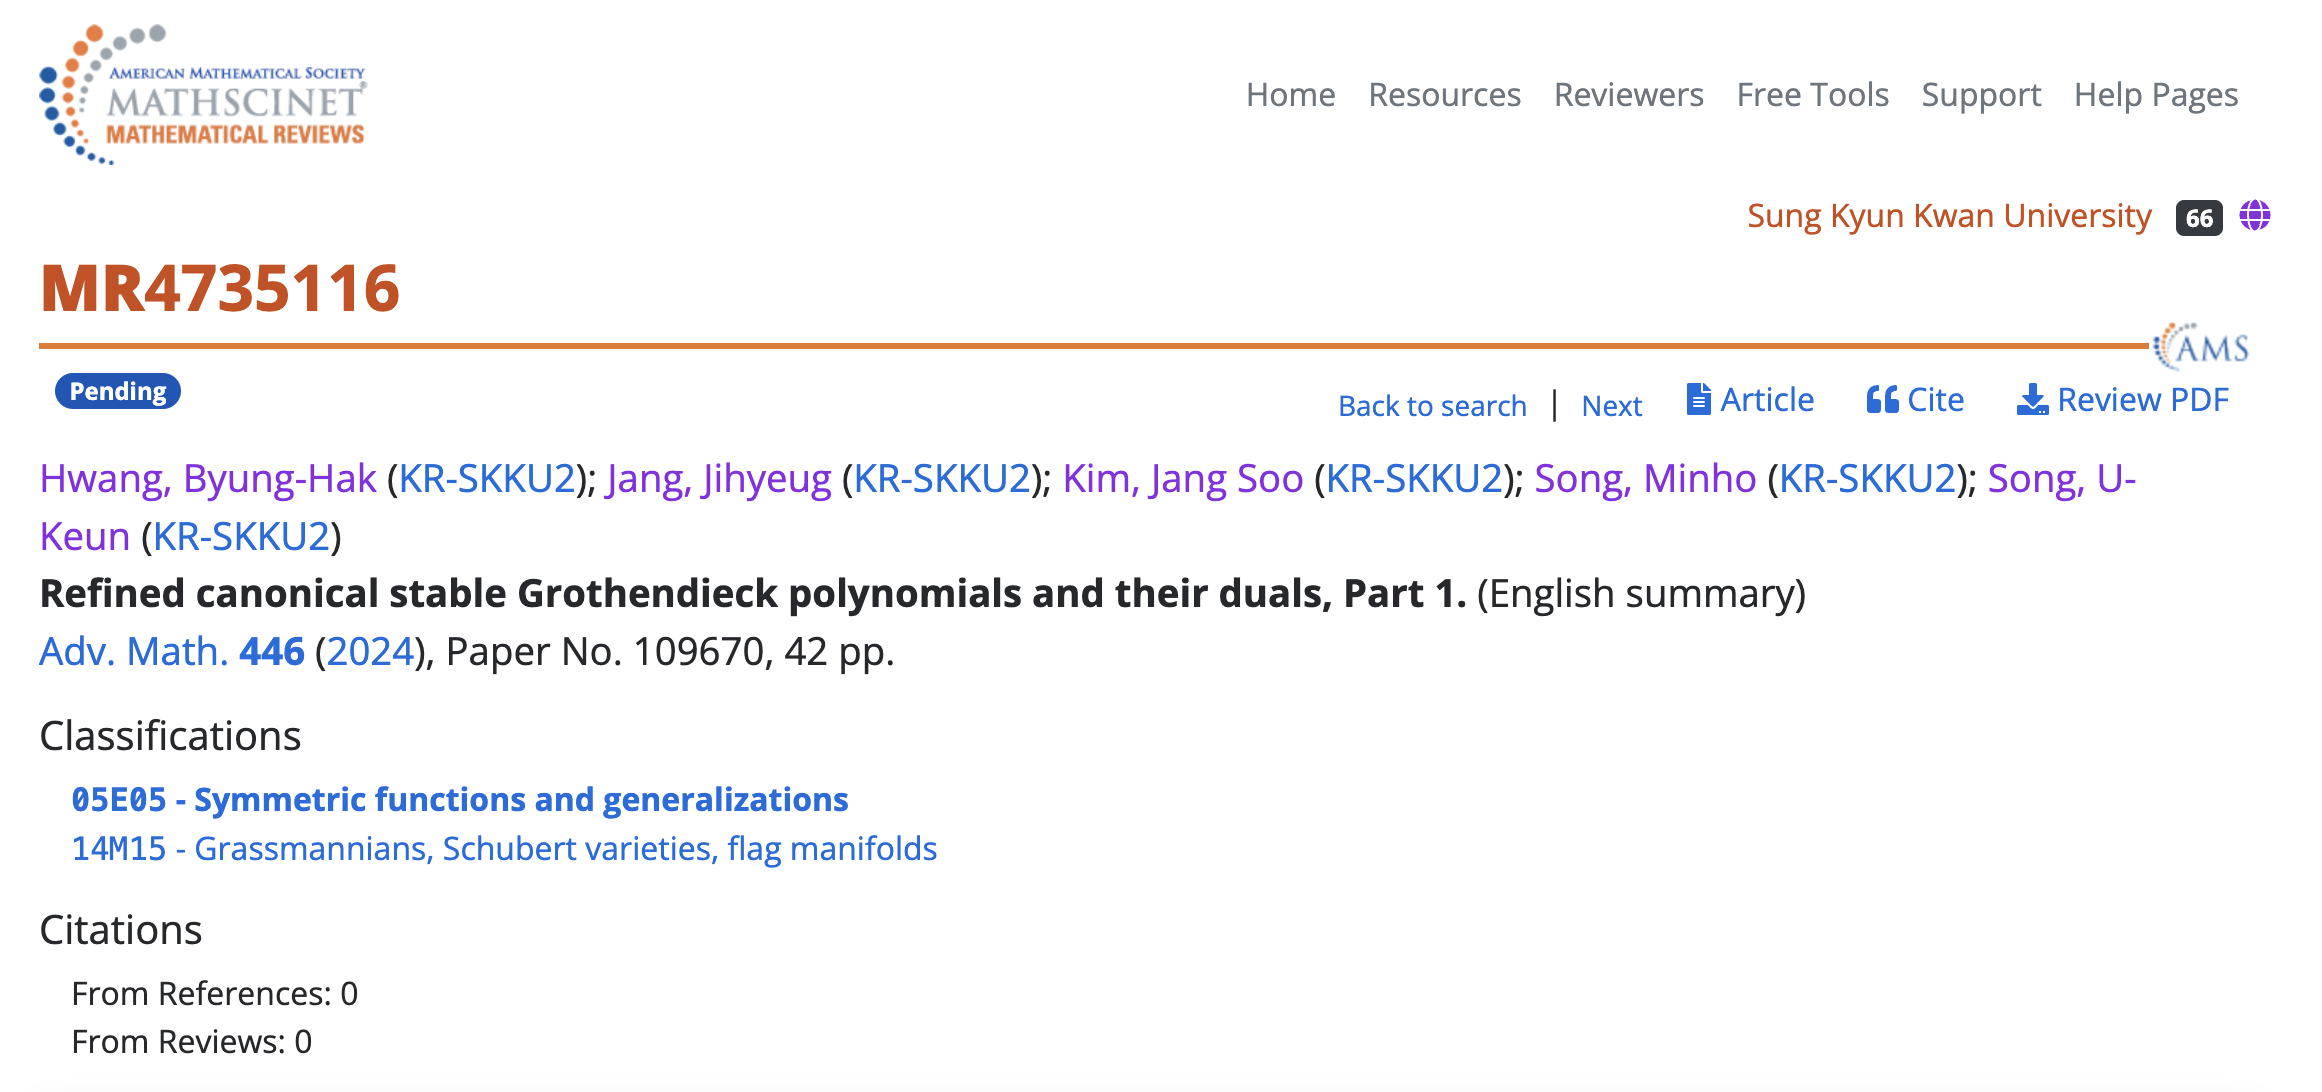 AMERICAN MATHEMATICAL SOCIETY
MATHSCINET®
MATHEMATICAL REVIEWS
Home Resources Reviewers Free Tools Support Help Pages
Sung Kyun Kwan University 66
MR4735116
AMS
Pending
Back to search | Next Article Cite Review PDF
Hwang, Byung-Hak (KR-SKKU2); Jang, Jihyeug (KR-SKKU2); Kim, Jang Soo (KR-SKKU2); Song, Minho (KR-SKKU2); Song, U-
Keun (KR-SKKU2)
Refined canonical stable Grothendieck polynomials and their duals, Part 1. (English summary)
Adv. Math. 446 (2024), Paper No. 109670, 42 pp.
Classifications
05E05 - Symmetric functions and generalizations
14M15 - Grassmannians, Schubert varieties, flag manifolds
Citations
From References: 0
From Reviews: 0